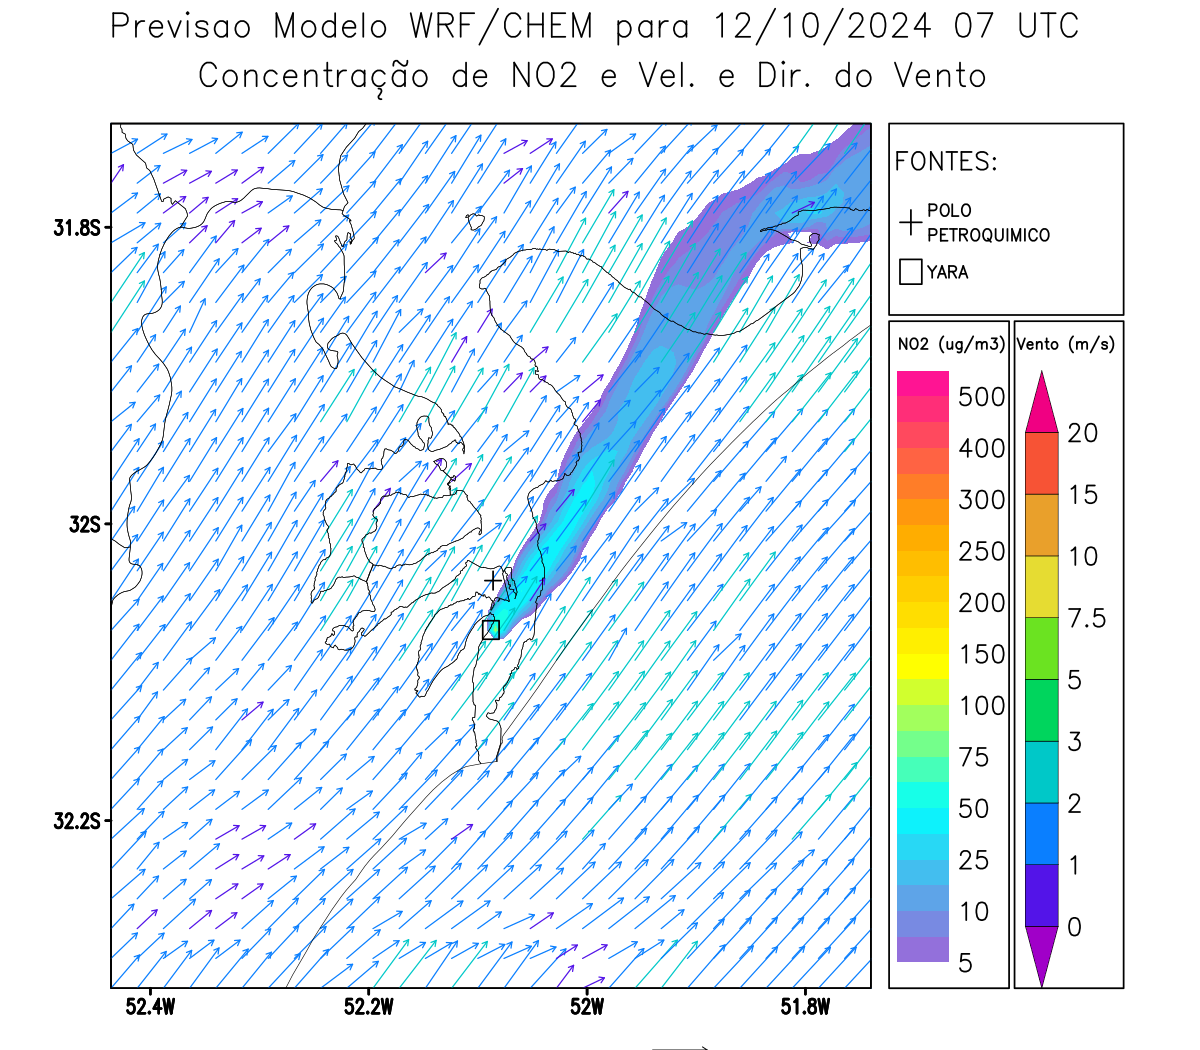 Previsao Modelo WRF/CHEM para 12/10/2024 07 UTC
Concentração de NO2 e Vel. e Dir. do Vento
FONTES:
POLO
PETROQUIMICO
YARA
NO2 (ug/m3)
500
400
300
250
200
150
100
75
50
25
10
5
Vento (m/s)
20
15
10
7.5
5
3
2
1
0
31.8S
32S
32.2S
52.4W
52.2W
52W
51.8W